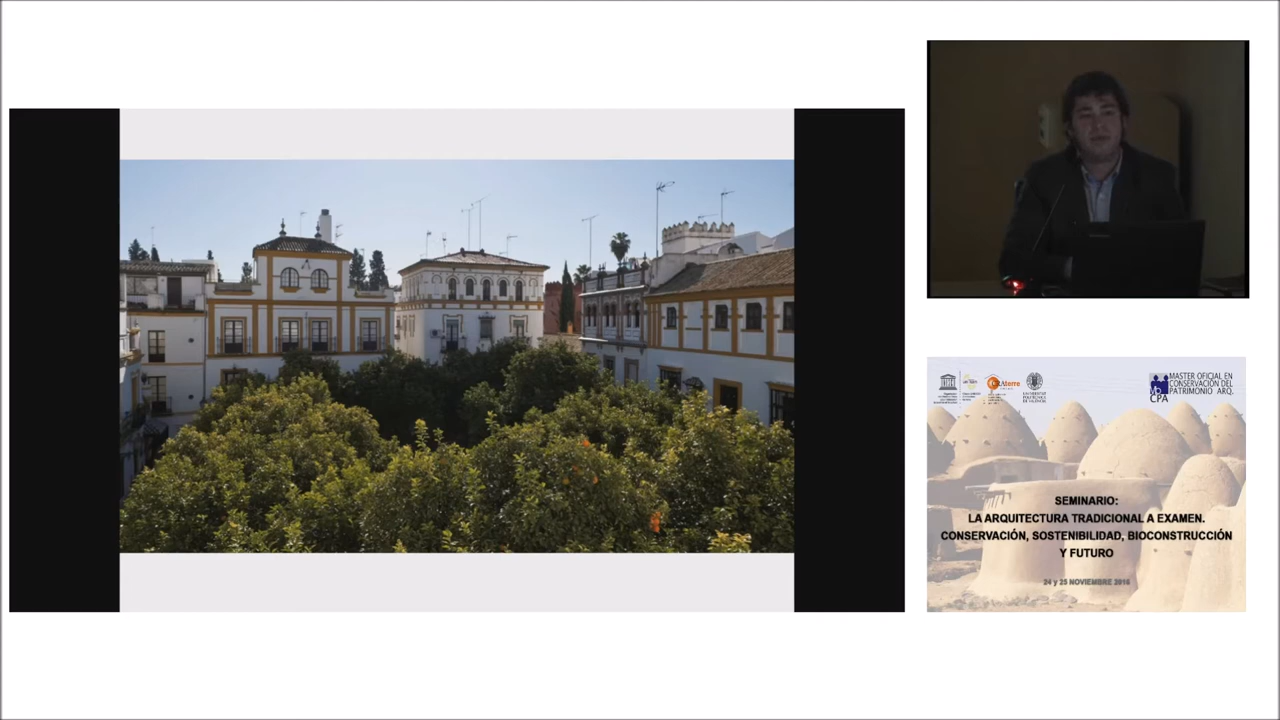 CRAterre
MASTER OFICIAL EN
CONSERVACIÓN DEL
PATRIMONIO ARQ.
CPA
SEMINARIO:
LA ARQUITECTURA TRADICIONAL A EXAMEN.
CONSERVACIÓN, SOSTENIBILIDAD, BIOCONSTRUCCIÓN
Y FUTURO
24 y 25 NOVIEMBRE 2016